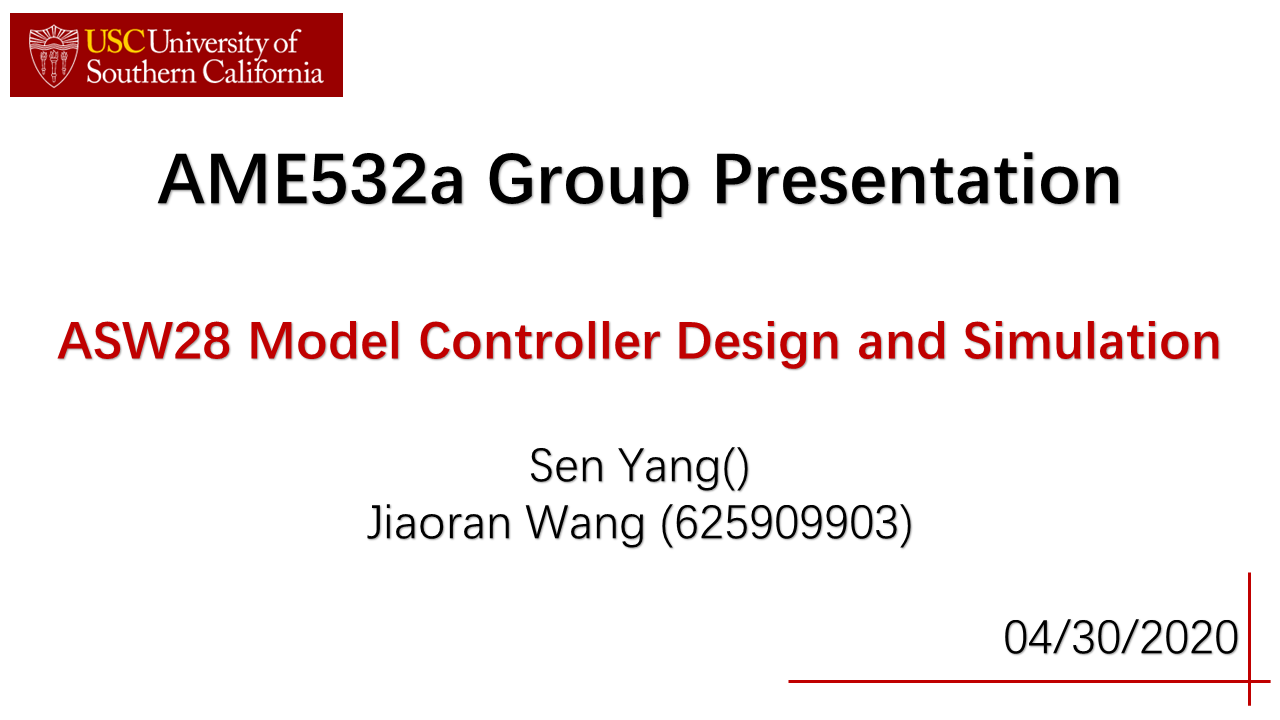 USC University of
Southern California
AME532a Group Presentation
ASW28 Model Controller Design and Simulation
Sen Yang()
Jiaoran Wang (625909903)
04/30/2020